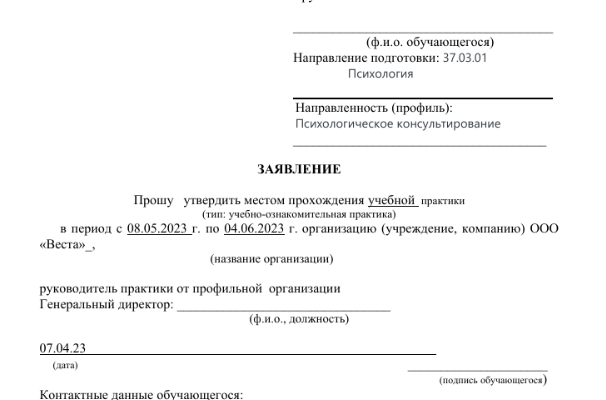 (ф.и.о. обучающегося)
Направление подготовки: 37.03.01
Психология
Направленность (профиль):
Психологическое консультирование
ЗАЯВЛЕНИЕ
Прошу утвердить местом прохождения учебной практики
(тип: учебно-ознакомительная практика)
в период с 08.05.2023 г. по 04.06.2023 г. организацию (учреждение, компанию) ООО
«Веста»_,
(название организации)
руководитель практики от профильной организации
Генеральный директор: ________________________________
(ф.и.о., должность)
07.04.23
(дата)
(подпись обучающегося)
Контактные данные обучающегося: